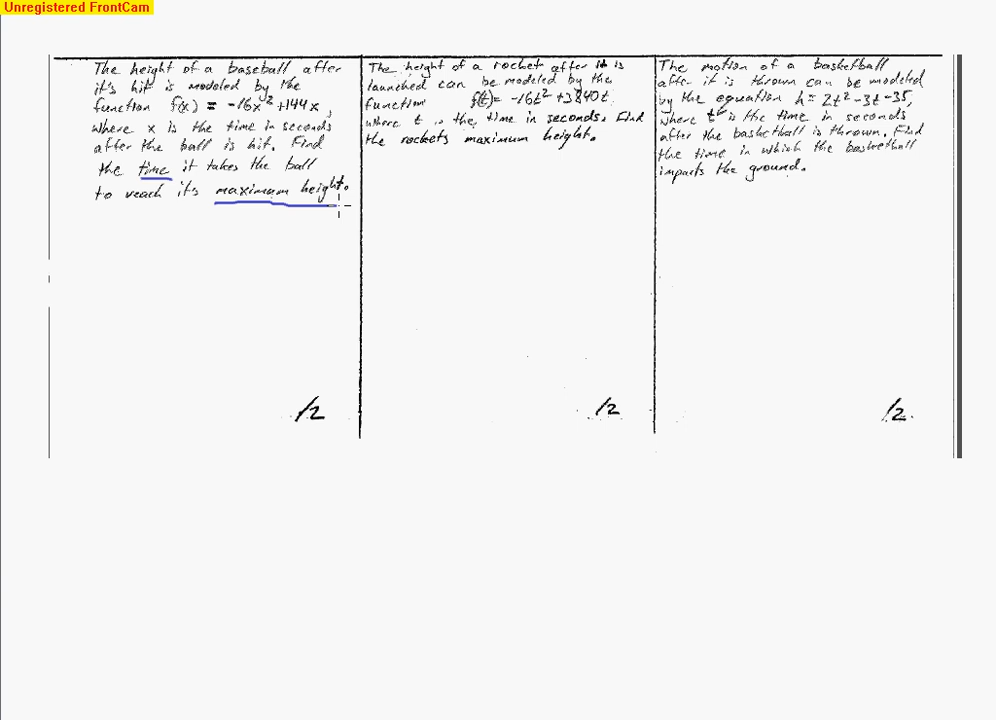 Unregistered FrontCam
The height of a baseball after
it's hit is modeled by the
function f(x) = -16x² +144x,
where x is the time in seconds
after the ball is hit. Find
the time it takes the ball
to reach it's maximum height.
/2
The height of a rocket after it is
launched can be modeled by the
function f(t)= -16t² +3840t
where t is the time in seconds. Find
the rockets maximum height.
/2
The motion of a basketball
after it is thrown can be modeled
by the equation h = 2t² -3t -35,
where t is the time in seconds
after the basketball is thrown. Find
the time in which the basketball
impacts the ground.
/2